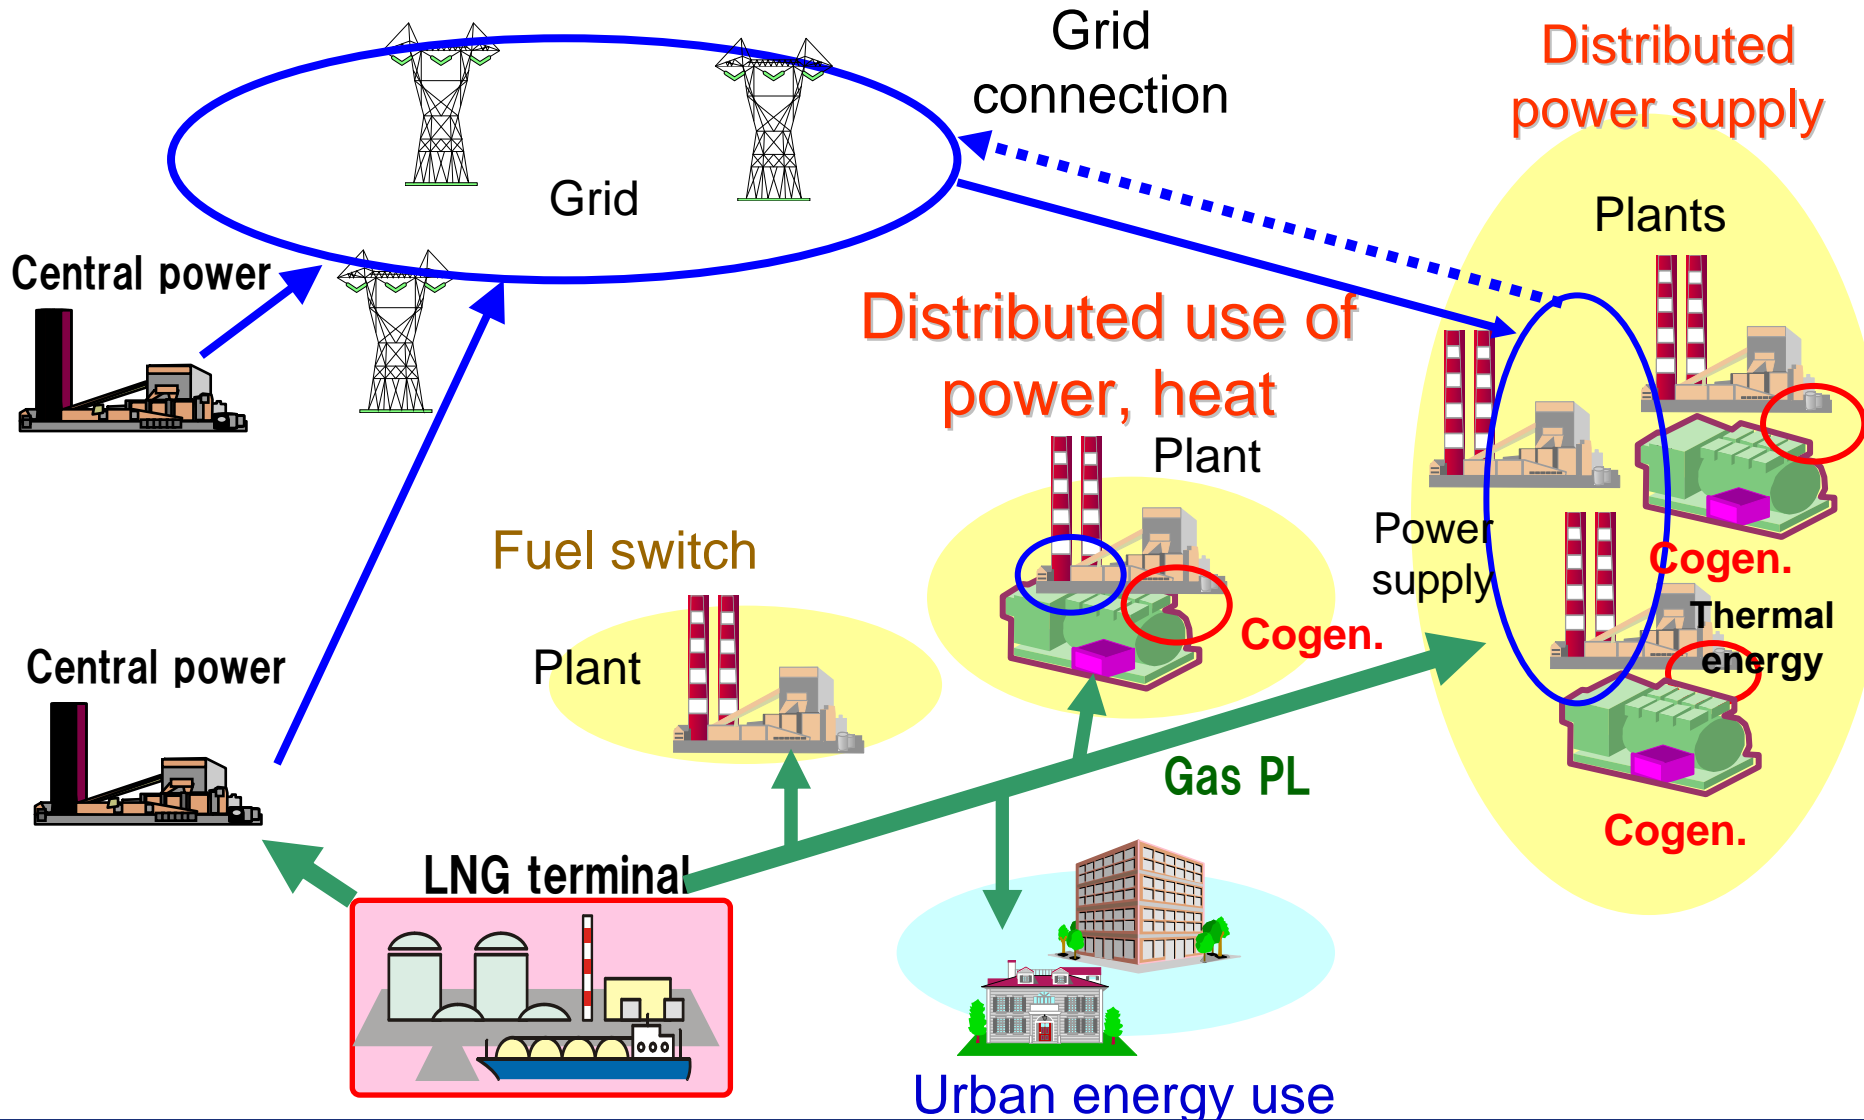 Grid
connection
Distributed
power supply
Grid
Plants
Central power
Distributed use of
power, heat
Plant
Fuel switch
Power
supply
Cogen.
Thermal
energy
Cogen.
Plant
Central power
Gas PL
Cogen.
LNG terminal
Urban energy use